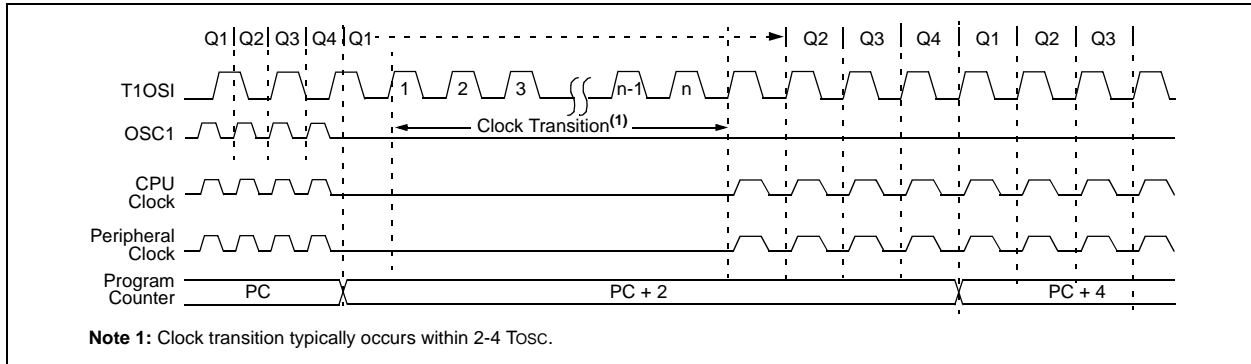 Q1 Q2 Q3 Q4 Q1 Q2 Q3 Q4 Q1 Q2 Q3
T1OSI 1 2 3 n-1 n
OSC1 Clock Transition(1)
CPU
Clock
Peripheral
Clock
Program
Counter PC PC + 2 PC + 4
Note 1: Clock transition typically occurs within 2-4 TOSC.